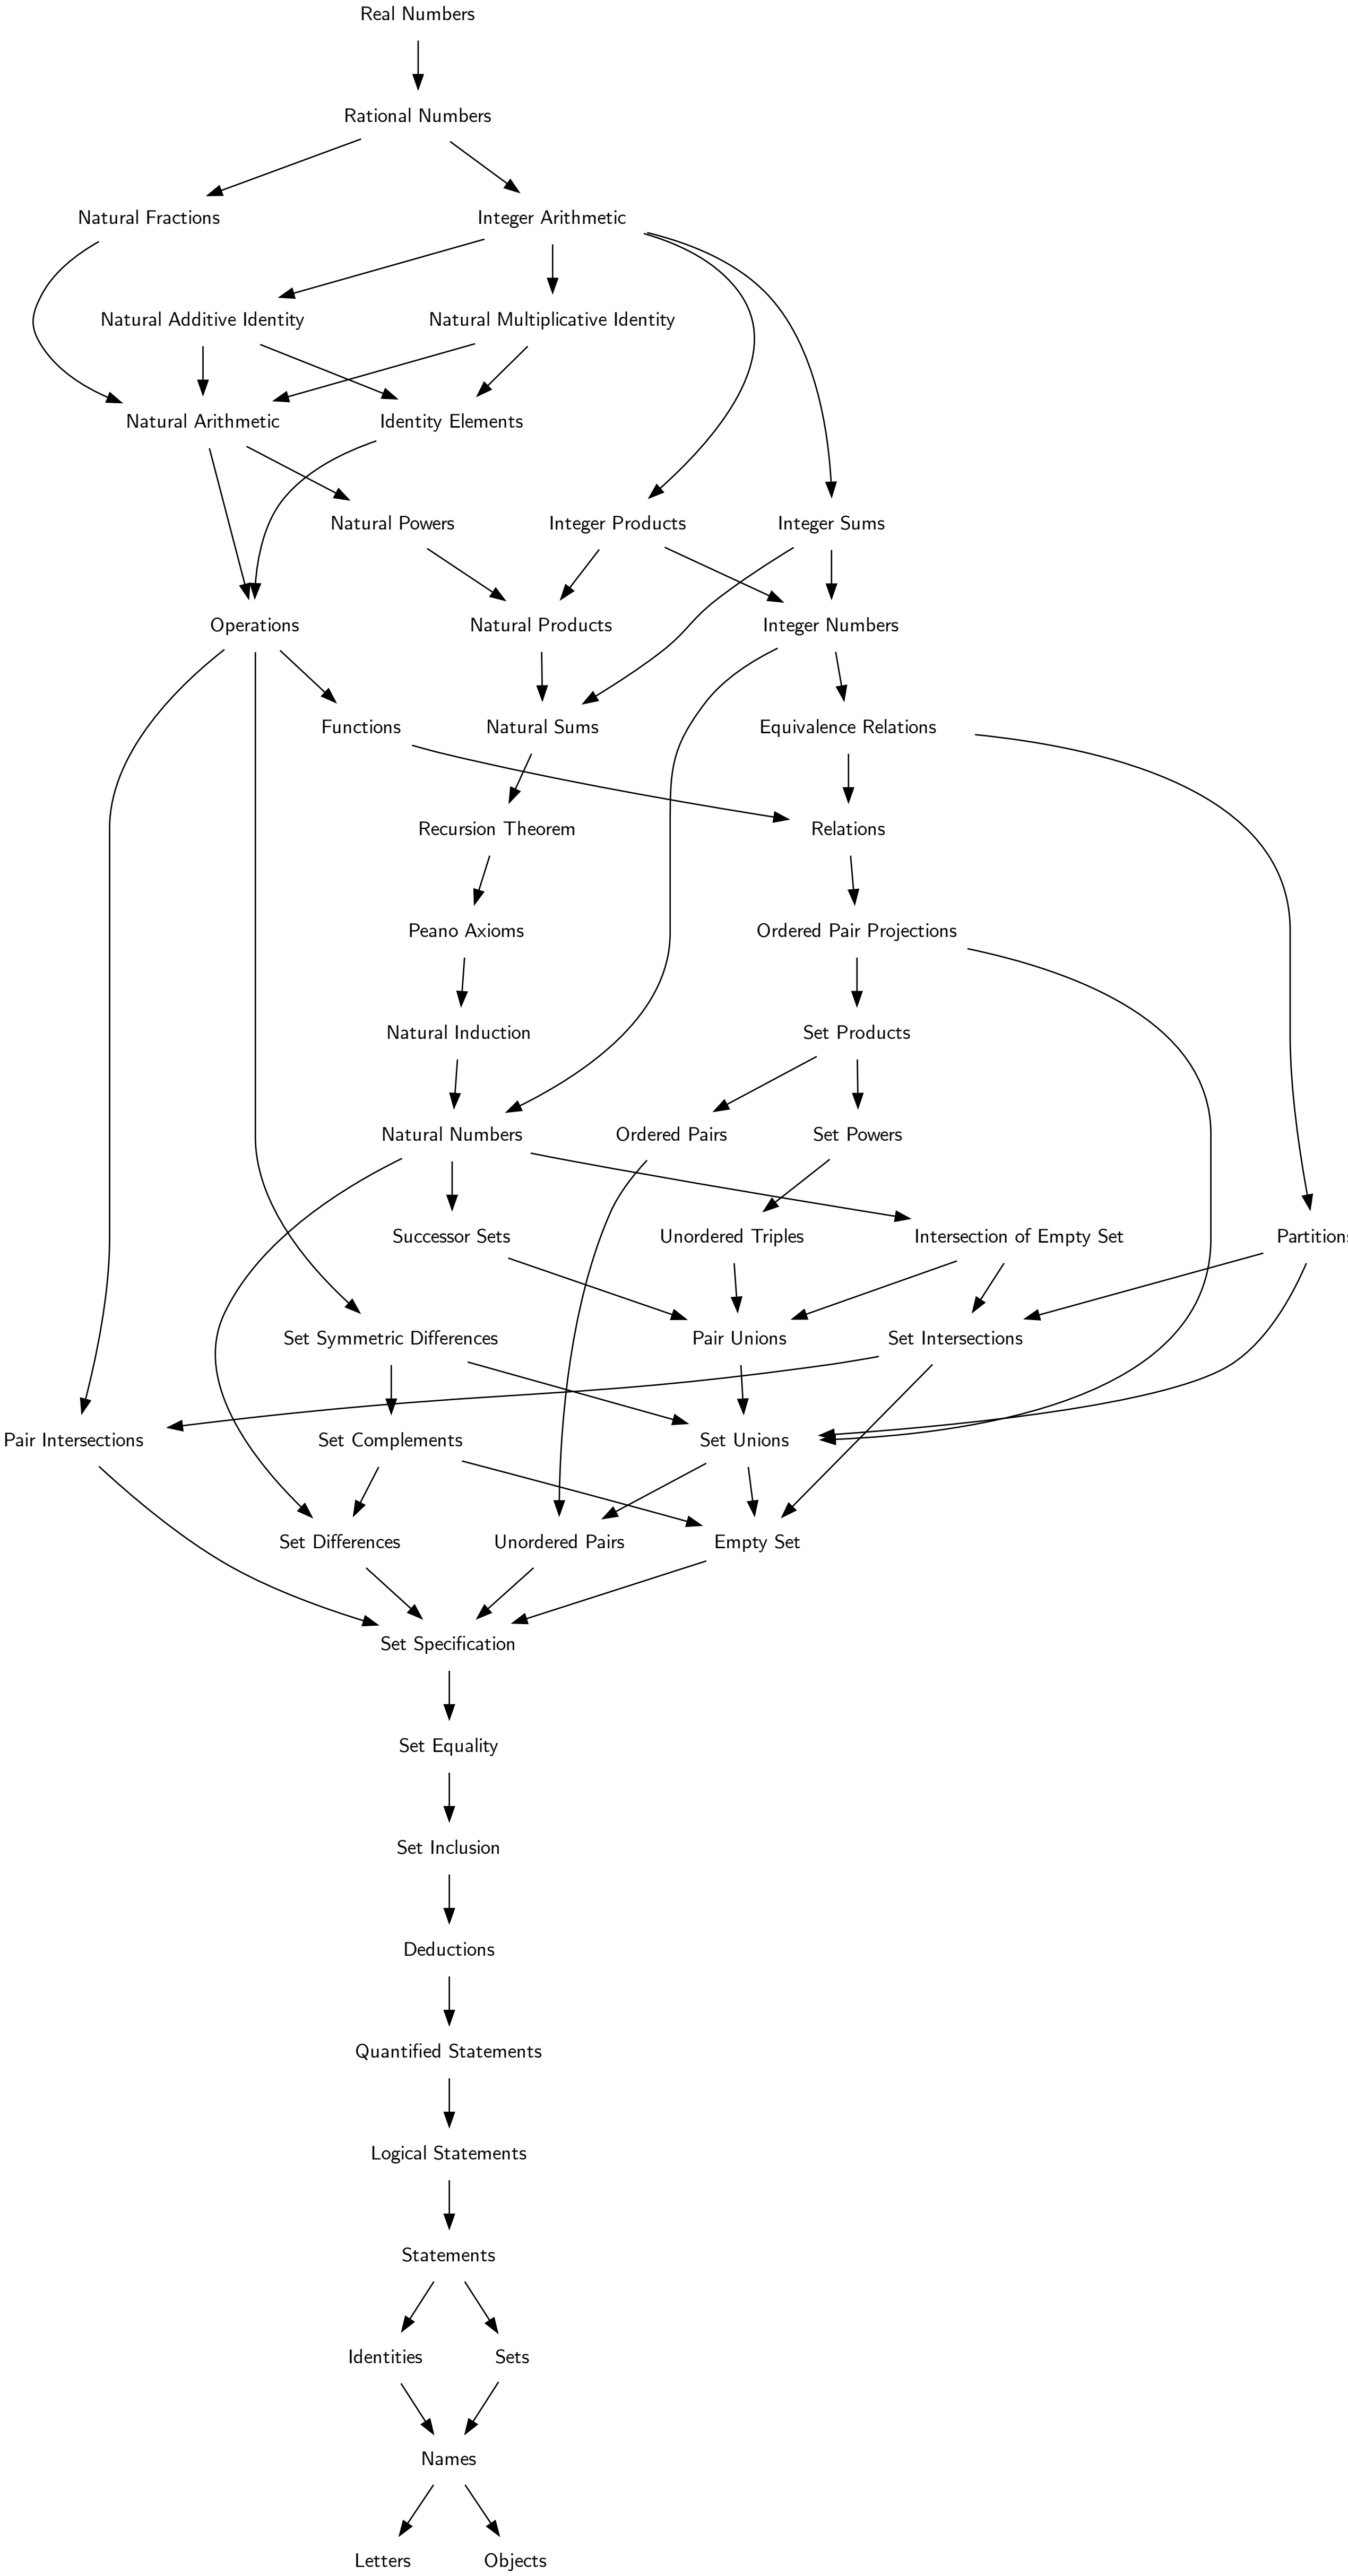 Real Numbers
Rational Numbers
Natural Fractions
Integer Arithmetic
Natural Additive Identity
Natural Multiplicative Identity
Natural Arithmetic
Identity Elements
Natural Powers
Integer Products
Integer Sums
Operations
Natural Products
Integer Numbers
Functions
Natural Sums
Equivalence Relations
Recursion Theorem
Relations
Peano Axioms
Ordered Pair Projections
Natural Induction
Set Products
Natural Numbers
Ordered Pairs
Set Powers
Successor Sets
Unordered Triples
Intersection of Empty Set
Partitions
Set Symmetric Differences
Pair Unions
Set Intersections
Pair Intersections
Set Complements
Set Unions
Set Differences
Unordered Pairs
Empty Set
Set Specification
Set Equality
Set Inclusion
Deductions
Quantified Statements
Logical Statements
Statements
Identities
Sets
Names
Letters
Objects